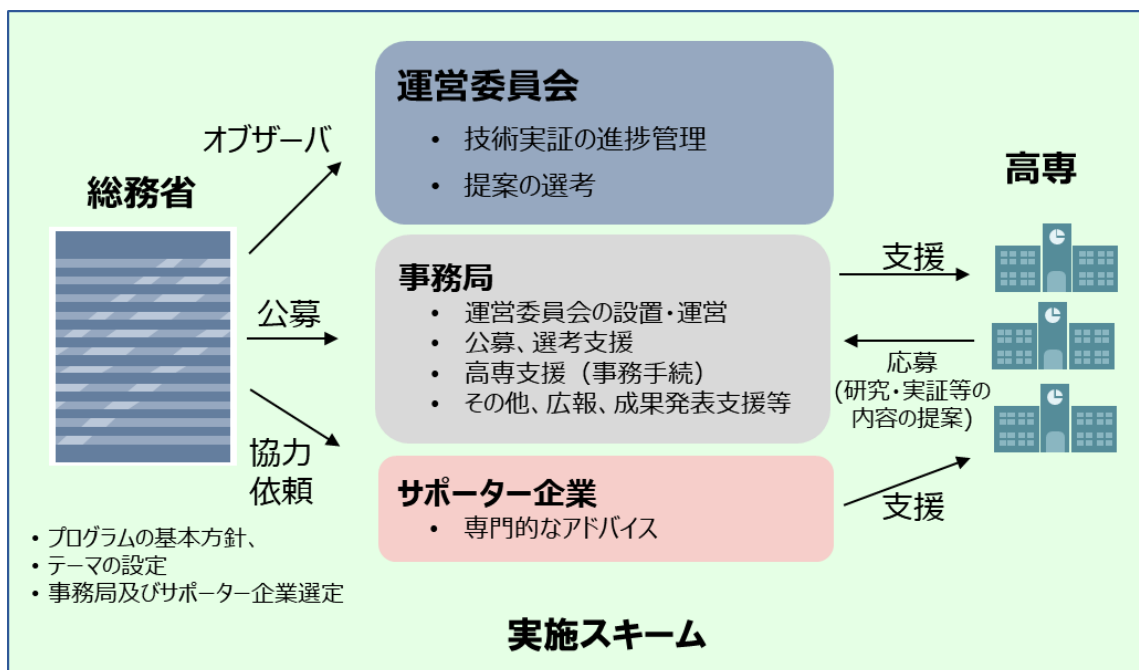 運営委員会
• 技術実証の進捗管理
• 提案の選考
オブザーバ
総務省
高専
事務局
• 運営委員会の設置・運営
• 公募、選考支援
• 高専支援（事務手続）
• その他、広報、成果発表支援等
公募
支援
応募
(研究・実証等の
内容の提案)
協力
依頼
サポーター企業
• 専門的なアドバイス
支援
• プログラムの基本方針、
• テーマの設定
• 事務局及びサポーター企業選定
実施スキーム